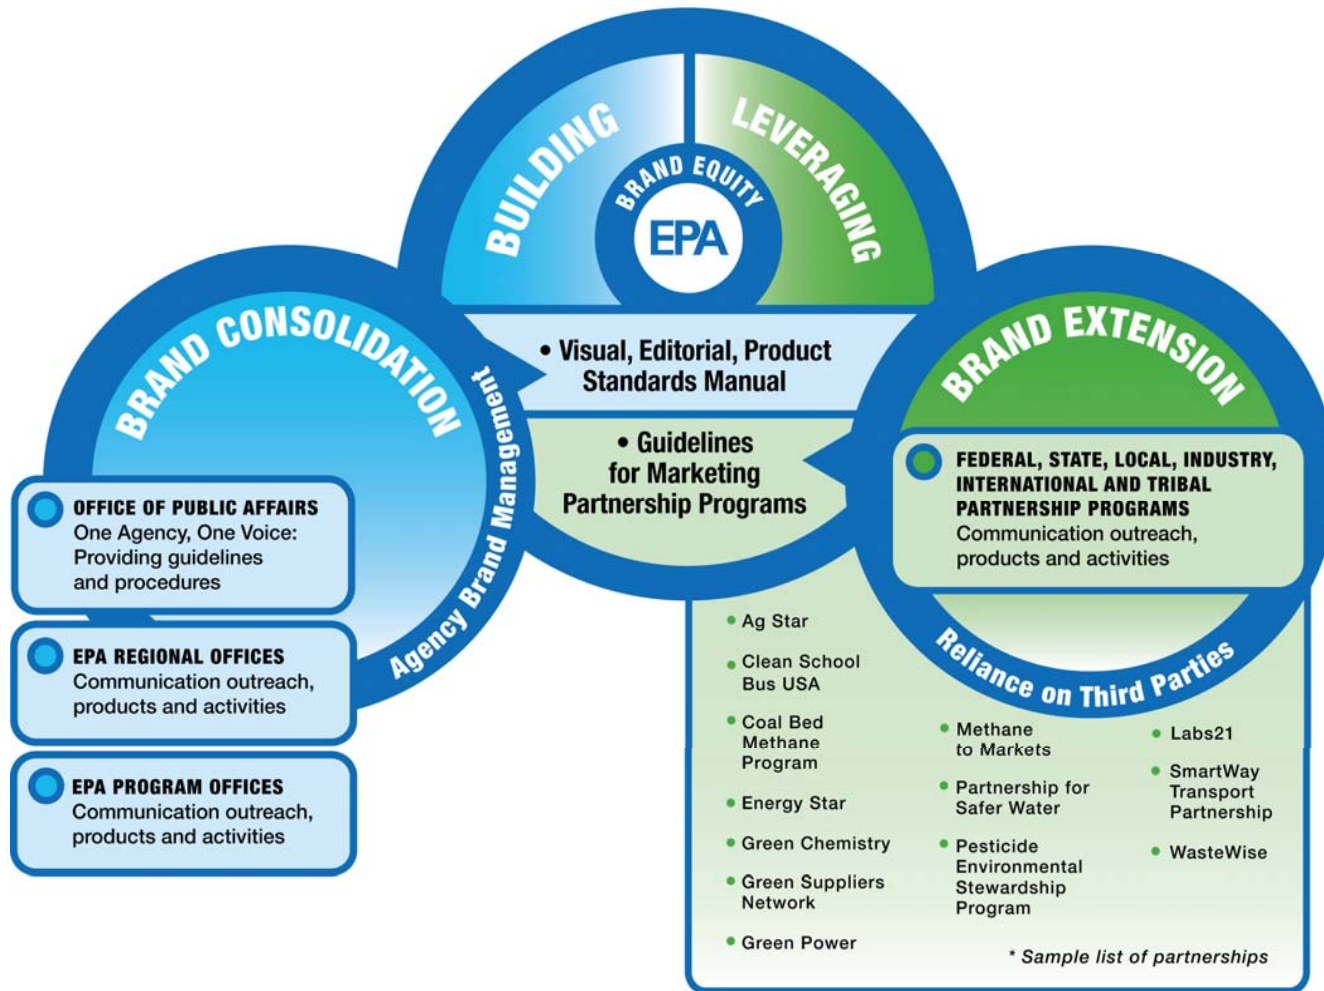 BUILDING
LEVERAGING
BRAND EQUITY
EPA
• Visual, Editorial, Product
Standards Manual
• Guidelines
for Marketing
Partnership Programs
BRAND CONSOLIDATION
Agency Brand Management
OFFICE OF PUBLIC AFFAIRS
One Agency, One Voice:
Providing guidelines
and procedures
EPA REGIONAL OFFICES
Communication outreach,
products and activities
EPA PROGRAM OFFICES
Communication outreach,
products and activities
BRAND EXTENSION
FEDERAL, STATE, LOCAL, INDUSTRY,
INTERNATIONAL AND TRIBAL
PARTNERSHIP PROGRAMS
Communication outreach,
products and activities
Reliance on Third Parties
• Ag Star
• Clean School
Bus USA
• Coal Bed
Methane
Program
• Energy Star
• Green Chemistry
• Green Suppliers
Network
• Green Power
• Methane
to Markets
• Partnership for
Safer Water
• Pesticide
Environmental
Stewardship
Program
• Labs21
• SmartWay
Transport
Partnership
• WasteWise
* Sample list of partnerships